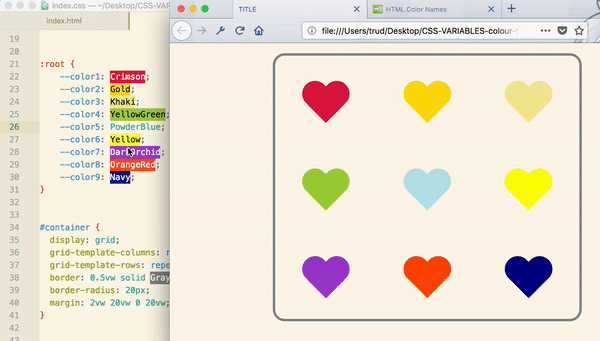 index.css — ~/Desktop/CSS-VARIA
index.html
19
20
21 :root {
22 --color1: Crimson;
23 --color2: Gold;
24 --color3: Khaki;
25 --color4: YellowGreen;
26 --color5: PowderBlue;
27 --color6: Yellow;
28 --color7: DarkOrchid;
29 --color8: OrangeRed;
30 --color9: Navy;
31 }
32
33
34 #container {
35 display: grid;
36 grid-template-columns: r
37 grid-template-rows: repe
38 border: 0.5vw solid Gray
39 border-radius: 20px;
40 margin: 2vw 20vw 0 20vw;
41 }
42
TITLE
HTML Color Names
file:///Users/trud/Desktop/CSS-VARIABLES-colour-